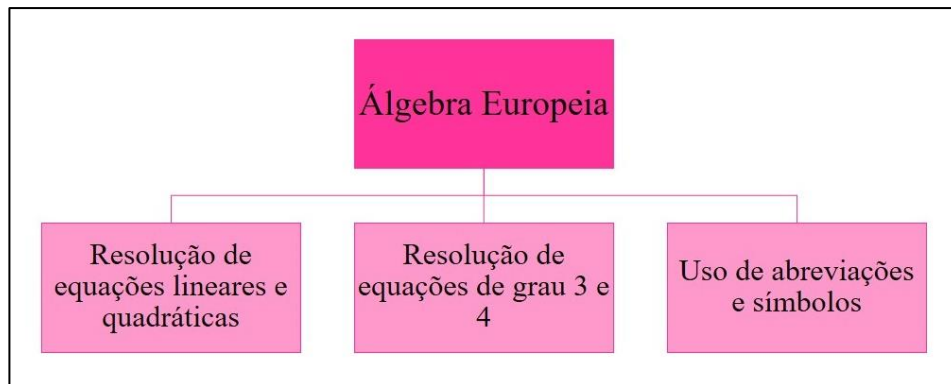 Álgebra Europeia
Resolução de
equações lineares e
quadráticas
Resolução de
equações de grau 3 e
4
Uso de abreviações
e símbolos